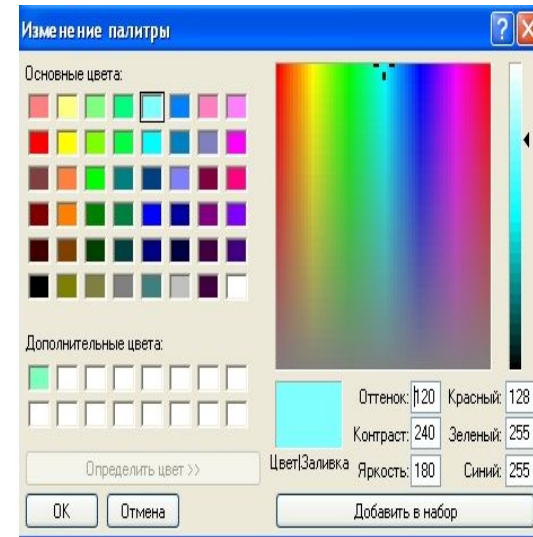 Изменение палитры
Основные цвета:
Дополнительные цвета:
Определить цвет >>
ОК Отмена
Цвет|Заливка
Оттенок: 120 Красный: 128
Контраст: 240 Зеленый: 255
Яркость: 180 Синий: 255
Добавить в набор